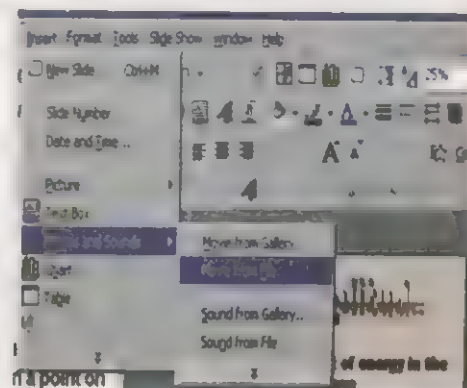 Insert Format Tools Slide Show Window Help
New Slide Ctrl+M
25%
Slide Number
Date and Time...
Picture
Text Box
and Sounds
Movie from Gallery...
Movie from File...
Chart
Table
Sound from Gallery...
Sound from File
of energy in the
n a point on